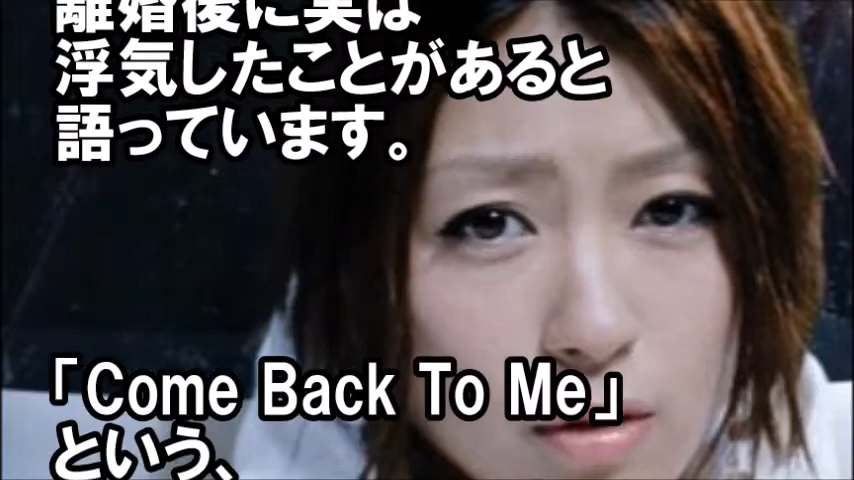 離婚後に実は
浮気したことがあると
語っています。
「Come Back To Me」
という、